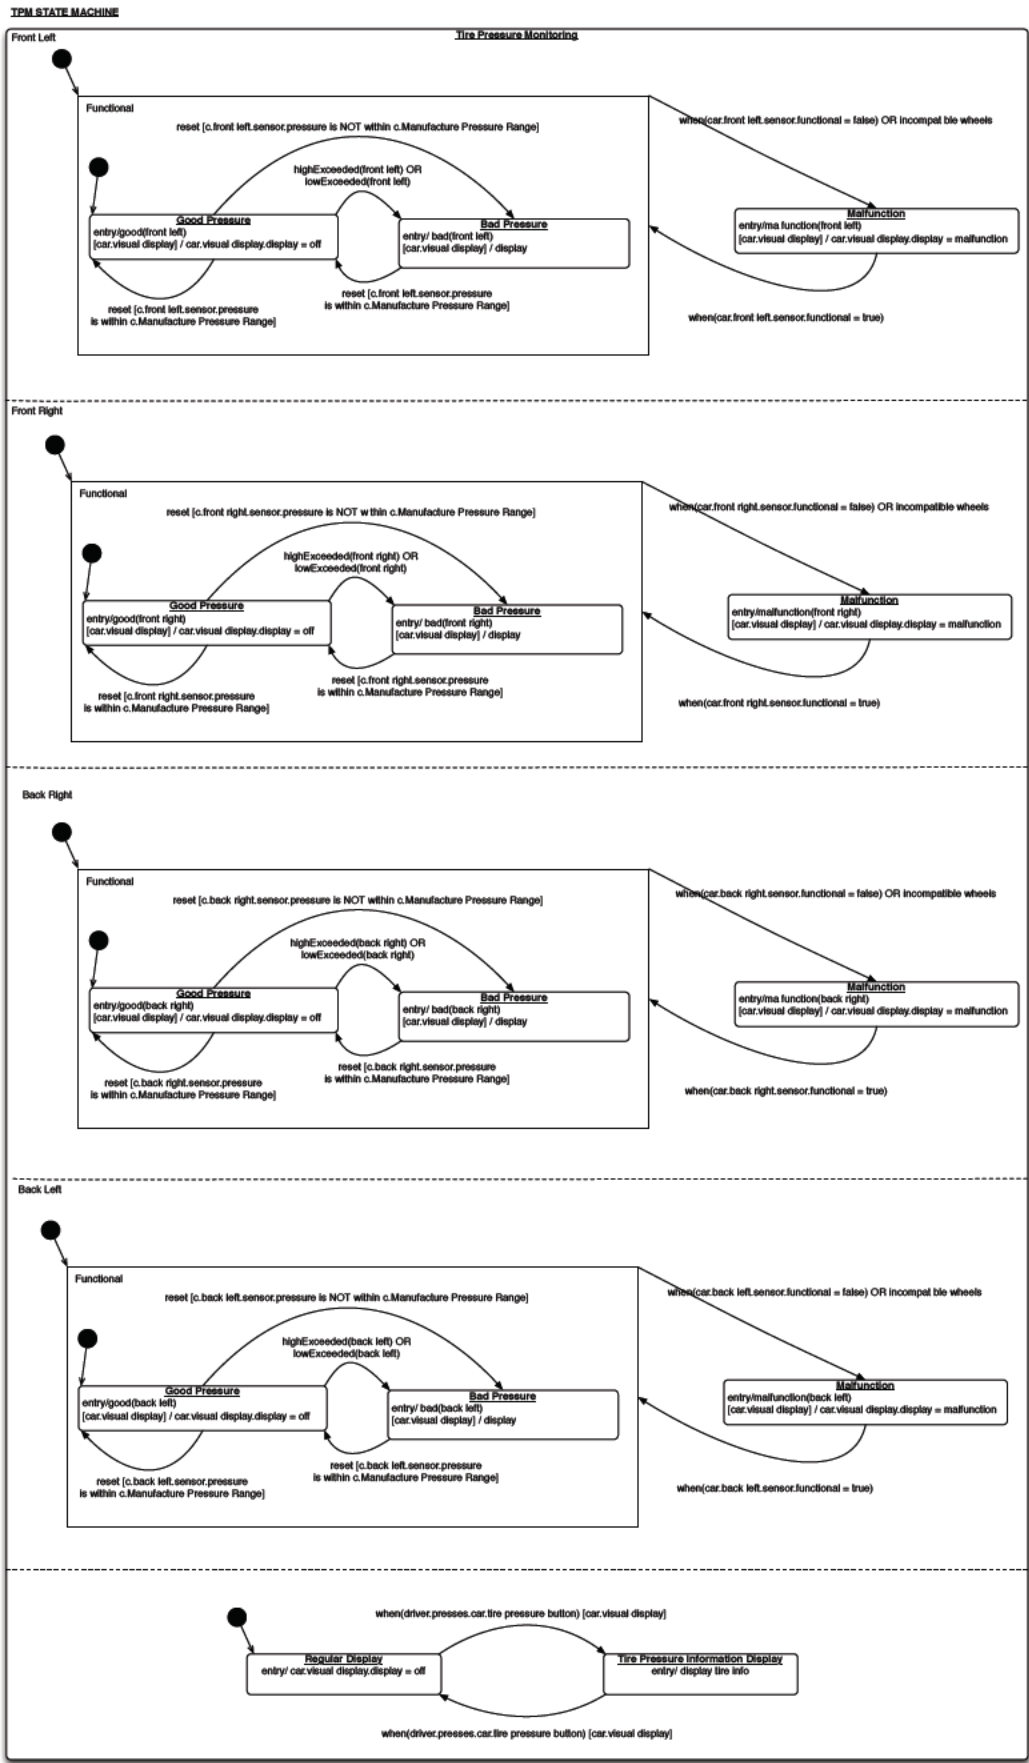 TPM STATE MACHINE
Tire Pressure Monitoring
Front Left
Functional
reset [c.front left.sensor.pressure is NOT within c.Manufacture Pressure Range]
when(car.front left.sensor.functional = false) OR incompat ble wheels
highExceeded(front left) OR
lowExceeded(front left)
Good Pressure
entry/good(front left)
[car.visual display] / car.visual display.display = off
Bad Pressure
entry/ bad(front left)
[car.visual display] / display
Malfunction
entry/ma function(front left)
[car.visual display] / car.visual display.display = malfunction
reset [c.front left.sensor.pressure
is within c.Manufacture Pressure Range]
reset [c.front left.sensor.pressure
is within c.Manufacture Pressure Range]
when(car.front left.sensor.functional = true)
Front Right
Functional
reset [c.front right.sensor.pressure is NOT w thin c.Manufacture Pressure Range]
when(car.front right.sensor.functional = false) OR incompatible wheels
highExceeded(front right) OR
lowExceeded(front right)
Good Pressure
entry/good(front right)
[car.visual display] / car.visual display.display = off
Bad Pressure
entry/ bad(front right)
[car.visual display] / display
Malfunction
entry/malfunction(front right)
[car.visual display] / car.visual display.display = malfunction
reset [c.front right.sensor.pressure
is within c.Manufacture Pressure Range]
reset [c.front right.sensor.pressure
is within c.Manufacture Pressure Range]
when(car.front right.sensor.functional = true)
Back Right
Functional
reset [c.back right.sensor.pressure is NOT within c.Manufacture Pressure Range]
when(car.back right.sensor.functional = false) OR incompatible wheels
highExceeded(back right) OR
lowExceeded(back right)
Good Pressure
entry/good(back right)
[car.visual display] / car.visual display.display = off
Bad Pressure
entry/ bad(back right)
[car.visual display] / display
Malfunction
entry/ma function(back right)
[car.visual display] / car.visual display.display = malfunction
reset [c.back right.sensor.pressure
is within c.Manufacture Pressure Range]
reset [c.back right.sensor.pressure
is within c.Manufacture Pressure Range]
when(car.back right.sensor.functional = true)
Back Left
Functional
reset [c.back left.sensor.pressure is NOT within c.Manufacture Pressure Range]
when(car.back left.sensor.functional = false) OR incompat ble wheels
highExceeded(back left) OR
lowExceeded(back left)
Good Pressure
entry/good(back left)
[car.visual display] / car.visual display.display = off
Bad Pressure
entry/ bad(back left)
[car.visual display] / display
Malfunction
entry/malfunction(back left)
[car.visual display] / car.visual display.display = malfunction
reset [c.back left.sensor.pressure
is within c.Manufacture Pressure Range]
reset [c.back left.sensor.pressure
is within c.Manufacture Pressure Range]
when(car.back left.sensor.functional = true)
when(driver.presses.car.tire pressure button) [car.visual display]
Regular Display
entry/ car.visual display.display = off
Tire Pressure Information Display
entry/ display tire info
when(driver.presses.car.tire pressure button) [car.visual display]